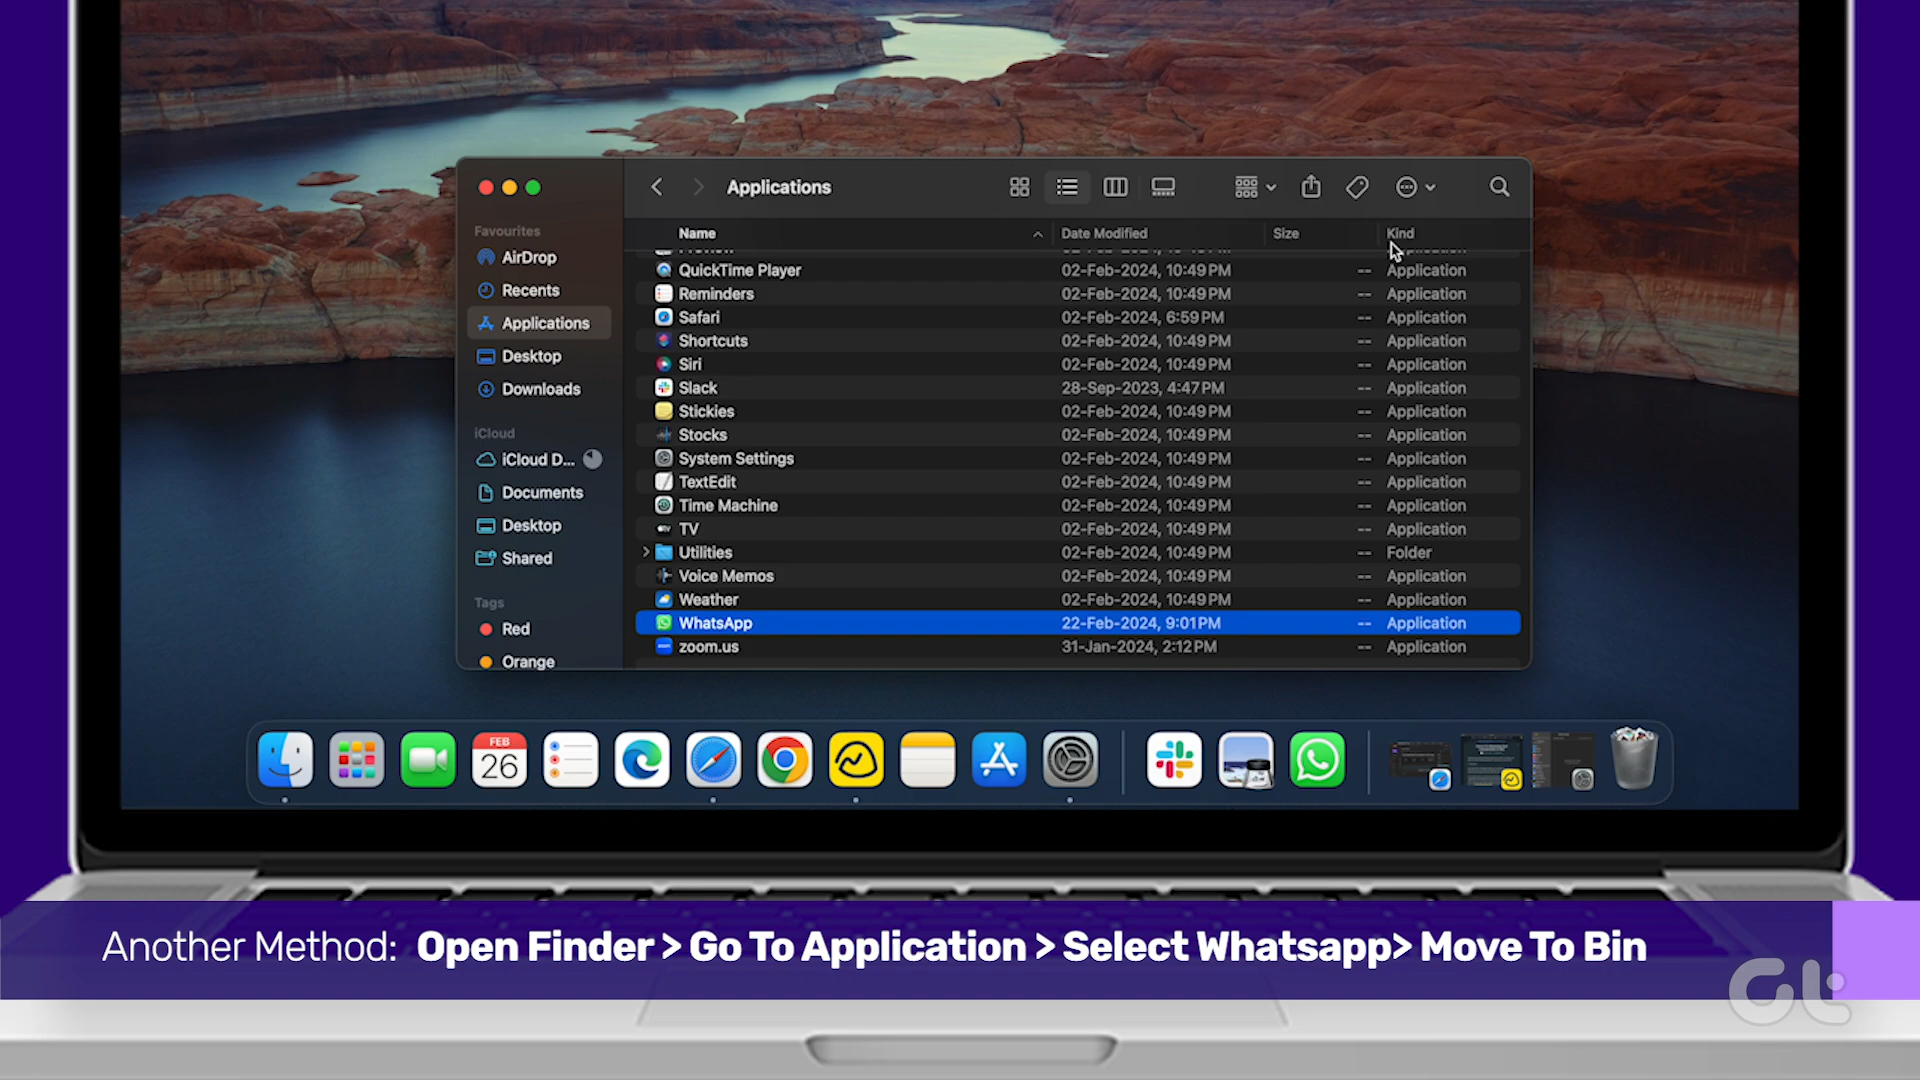 Applications
Favourites
AirDrop
Recents
Applications
Desktop
Downloads
iCloud
iCloud D...
Documents
Desktop
Shared
Tags
Red
Orange
Name Date Modified Size Kind
QuickTime Player 02-Feb-2024, 10:49 PM -- Application
Reminders 02-Feb-2024, 10:49 PM -- Application
Safari 02-Feb-2024, 6:59 PM -- Application
Shortcuts 02-Feb-2024, 10:49 PM -- Application
Siri 02-Feb-2024, 10:49 PM -- Application
Slack 28-Sep-2023, 4:47 PM -- Application
Stickies 02-Feb-2024, 10:49 PM -- Application
Stocks 02-Feb-2024, 10:49 PM -- Application
System Settings 02-Feb-2024, 10:49 PM -- Application
TextEdit 02-Feb-2024, 10:49 PM -- Application
Time Machine 02-Feb-2024, 10:49 PM -- Application
TV 02-Feb-2024, 10:49 PM -- Application
Utilities 02-Feb-2024, 10:49 PM -- Folder
Voice Memos 02-Feb-2024, 10:49 PM -- Application
Weather 02-Feb-2024, 10:49 PM -- Application
WhatsApp 22-Feb-2024, 9:01 PM -- Application
zoom.us 31-Jan-2024, 2:12 PM -- Application
FEB
26
Another Method: Open Finder > Go To Application > Select Whatsapp> Move To Bin
Gt